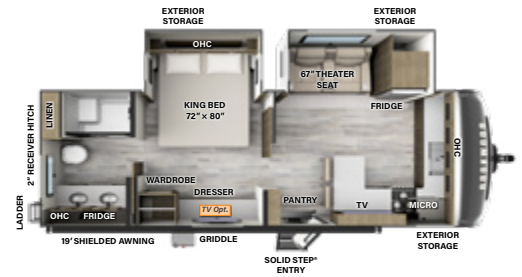 EXTERIOR
STORAGE
EXTERIOR
STORAGE
OHC
KING BED
72" × 80"
67" THEATER
SEAT
FRIDGE
LINEN
2" RECEIVER HITCH
OHC
WARDROBE
DRESSER
TV Opt.
PANTRY
TV
MICRO
LADDER
OHC
FRIDGE
19' SHIELDED AWNING
GRIDDLE
SOLID STEP®
ENTRY
EXTERIOR
STORAGE